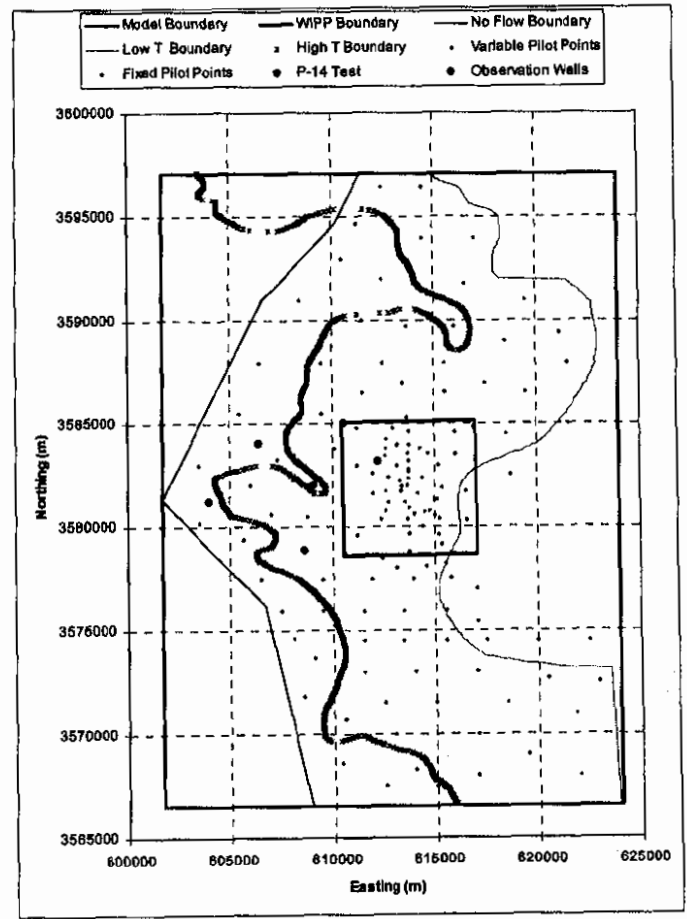 Model Boundary WIPP Boundary No Flow Boundary
Low T Boundary High T Boundary Variable Pilot Points
Fixed Pilot Points P-14 Test Observation Wells
3600000
3595000
3590000
3585000
3580000
3575000
3570000
3565000
Northing (m)
600000 605000 610000 615000 620000 625000
Easting (m)